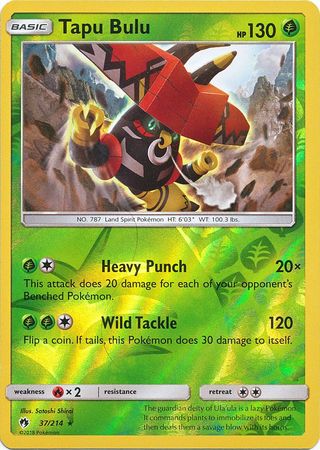 BASIC Tapu Bulu HP 130
NO. 787 Land Spirit Pokémon HT: 6'03" WT: 100.3 lbs.
Heavy Punch 20×
This attack does 20 damage for each of your opponent's
Benched Pokémon.
Wild Tackle 120
Flip a coin. If tails, this Pokémon does 30 damage to itself.
weakness × 2 resistance retreat
Illus. Satoshi Shirai
37/214 ★
©2018 Pokémon
The guardian deity of Ula'ula is a lazy Pokémon.
It commands plants to immobilize its foes and
then deals them a savage blow with its horns.